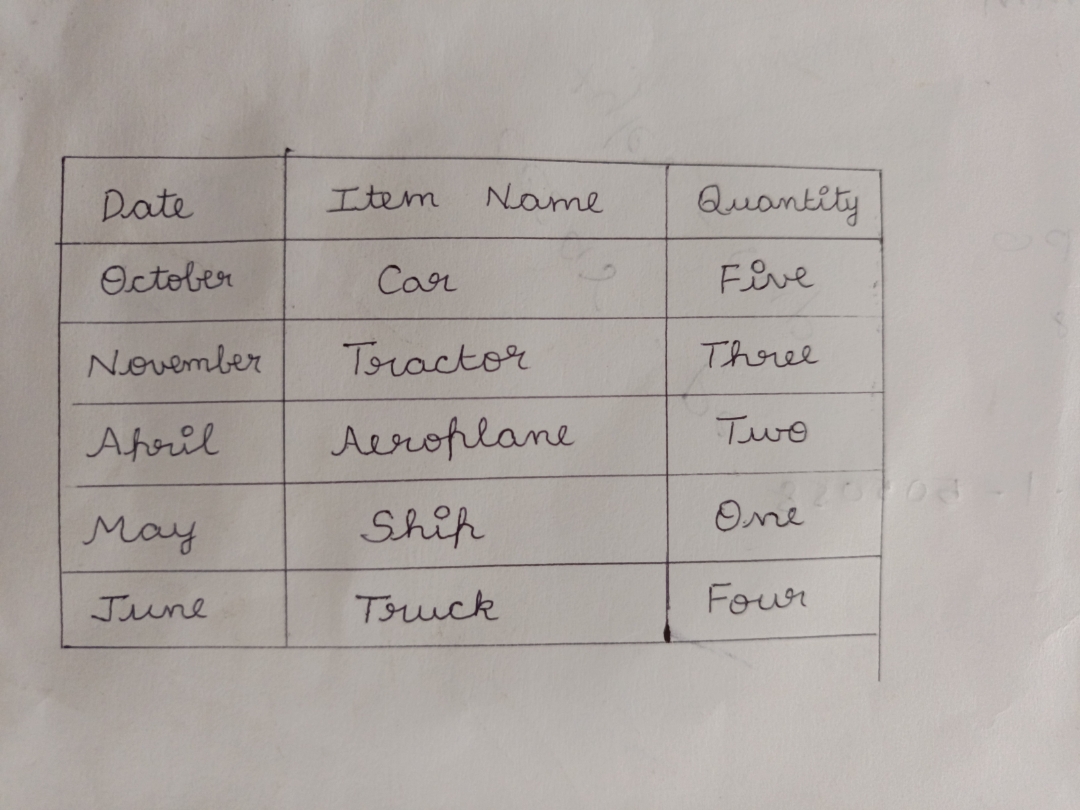 Date Item Name Quantity
October Car Five
November Tractor Three
April Aeroplane Two
May Ship One
June Truck Four